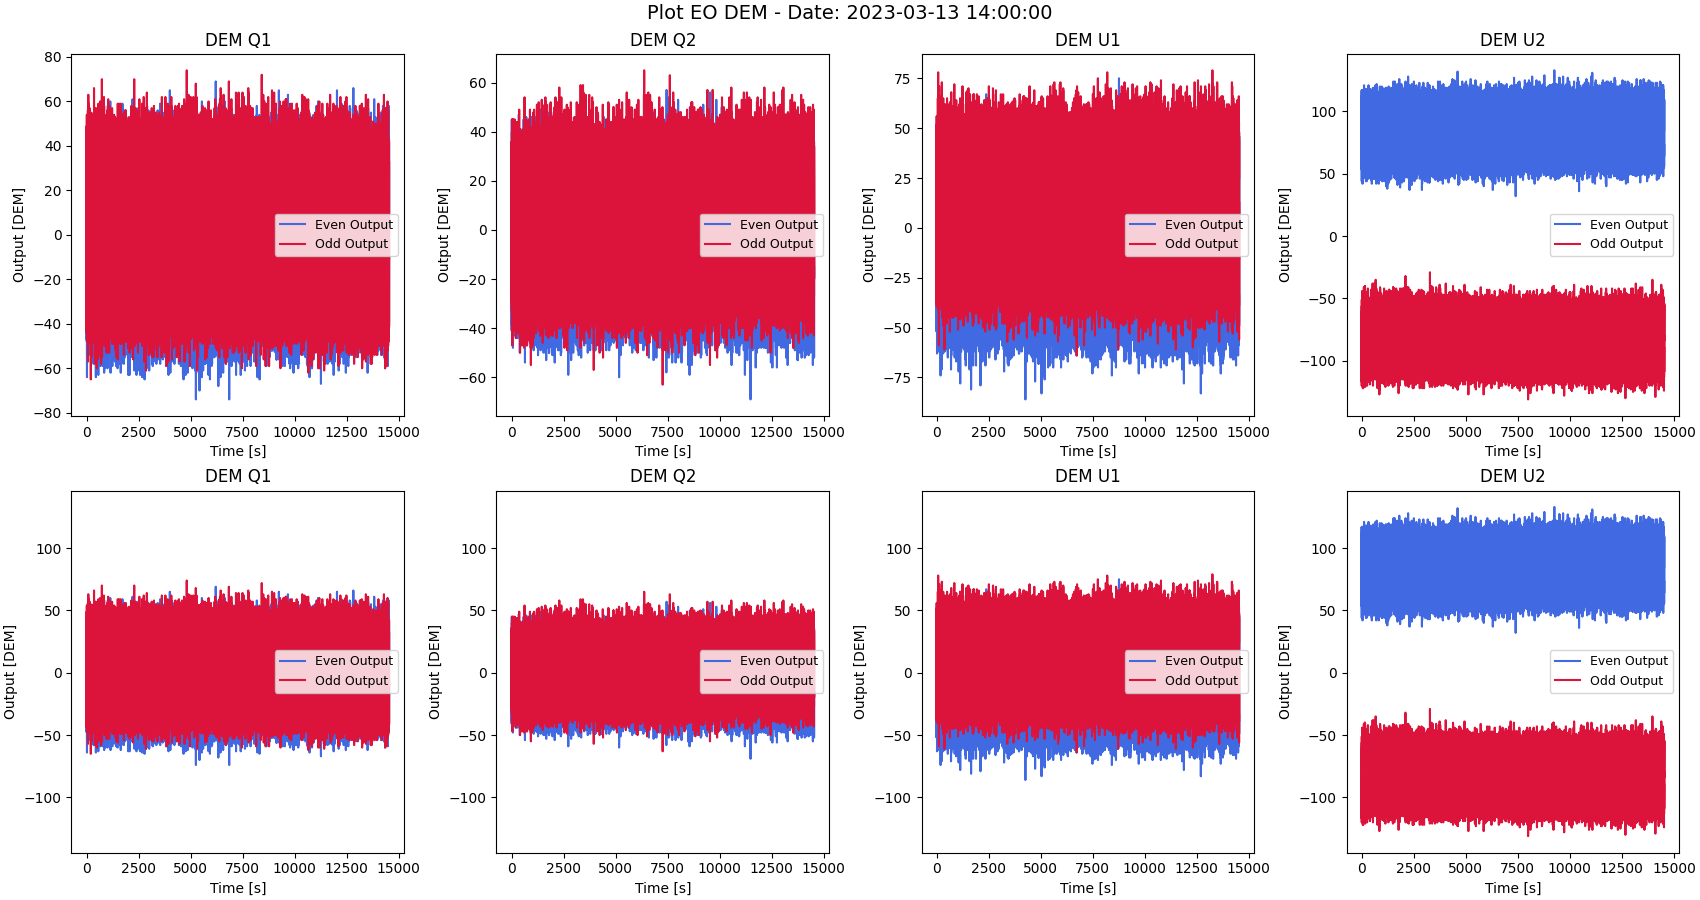 Plot EO DEM - Date: 2023-03-13 14:00:00
DEM Q1
DEM Q2
DEM U1
DEM U2
80
60
40
20
0
−20
−40
−60
−80
Output [DEM]
Even Output
Odd Output
0 2500 5000 7500 10000 12500 15000
Time [s]
60
40
20
0
−20
−40
−60
Output [DEM]
Even Output
Odd Output
0 2500 5000 7500 10000 12500 15000
Time [s]
75
50
25
0
−25
−50
−75
Output [DEM]
Even Output
Odd Output
0 2500 5000 7500 10000 12500 15000
Time [s]
100
50
0
−50
−100
Output [DEM]
Even Output
Odd Output
0 2500 5000 7500 10000 12500 15000
Time [s]
DEM Q1
DEM Q2
DEM U1
DEM U2
100
50
0
−50
−100
Output [DEM]
Even Output
Odd Output
0 2500 5000 7500 10000 12500 15000
Time [s]
100
50
0
−50
−100
Output [DEM]
Even Output
Odd Output
0 2500 5000 7500 10000 12500 15000
Time [s]
100
50
0
−50
−100
Output [DEM]
Even Output
Odd Output
0 2500 5000 7500 10000 12500 15000
Time [s]
100
50
0
−50
−100
Output [DEM]
Even Output
Odd Output
0 2500 5000 7500 10000 12500 15000
Time [s]